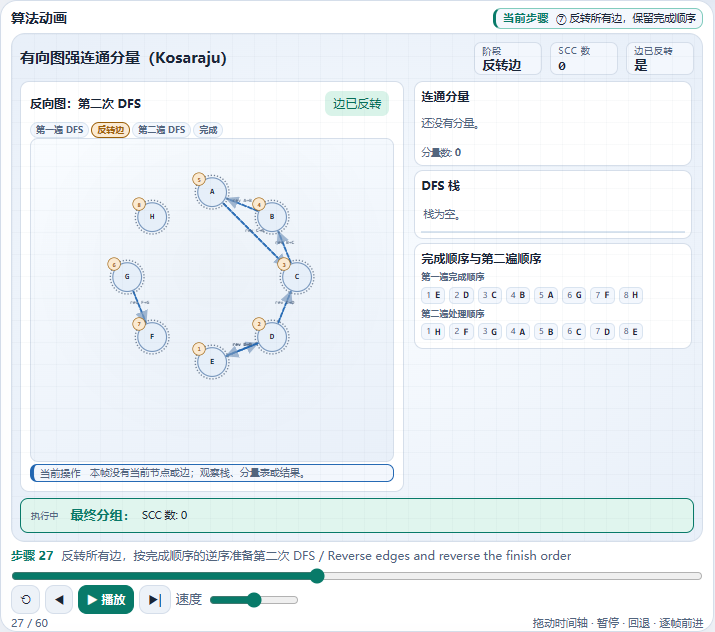 算法动画
当前步骤 ⑦ 反转所有边，保留完成顺序
有向图强连通分量（Kosaraju）
阶段
反转边
SCC 数
0
边已反转
是
反向图：第二次 DFS
边已反转
第一遍 DFS 反转边 第二遍 DFS 完成
5 A
4 B
8 H
3 C
6 G
7 F
2 D
1 E
当前操作 本帧没有当前节点或边；观察栈、分量表或结果。
连通分量
还没有分量。
分量数: 0
DFS 栈
栈为空。
完成顺序与第二遍顺序
第一遍完成顺序
1 E 2 D 3 C 4 B 5 A 6 G 7 F 8 H
第二遍处理顺序
1 H 2 F 3 G 4 A 5 B 6 C 7 D 8 E
执行中 最终分组： SCC 数: 0
步骤 27 反转所有边，按完成顺序的逆序准备第二次 DFS / Reverse edges and reverse the finish order
播放
速度
27 / 60
拖动时间轴 · 暂停 · 回退 · 逐帧前进